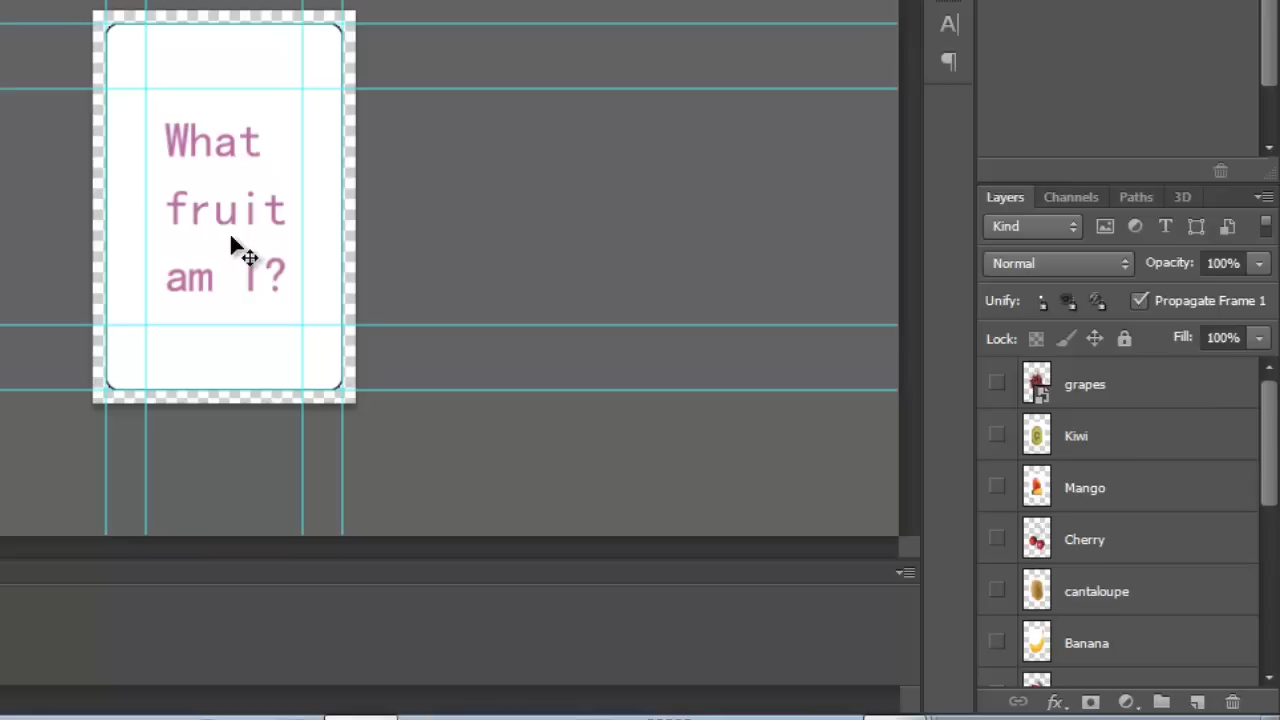 What
fruit
am I?
A
Layers Channels Paths 3D
Kind
Normal Opacity: 100%
Unify: Propagate Frame 1
Lock: Fill: 100%
grapes
Kiwi
Mango
Cherry
cantaloupe
Banana
fx